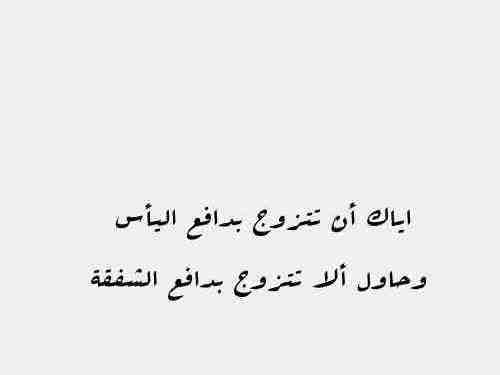 اياك أن تتزوج بدافع اليأس
وحاول ألا تتزوج بدافع الشفقة